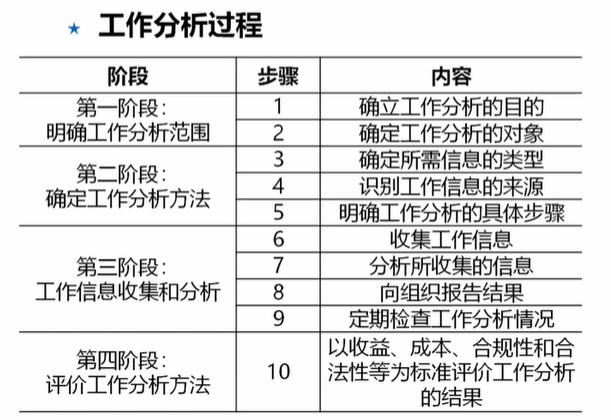 ★ 工作分析过程
阶段 步骤 内容
第一阶段：
明确工作分析范围
1 确立工作分析的目的
2 确定工作分析的对象
第二阶段：
确定工作分析方法
3 确定所需信息的类型
4 识别工作信息的来源
5 明确工作分析的具体步骤
第三阶段：
工作信息收集和分析
6 收集工作信息
7 分析所收集的信息
8 向组织报告结果
9 定期检查工作分析情况
第四阶段：
评价工作分析方法
10 以收益、成本、合规性和合
法性等为标准评价工作分析
的结果